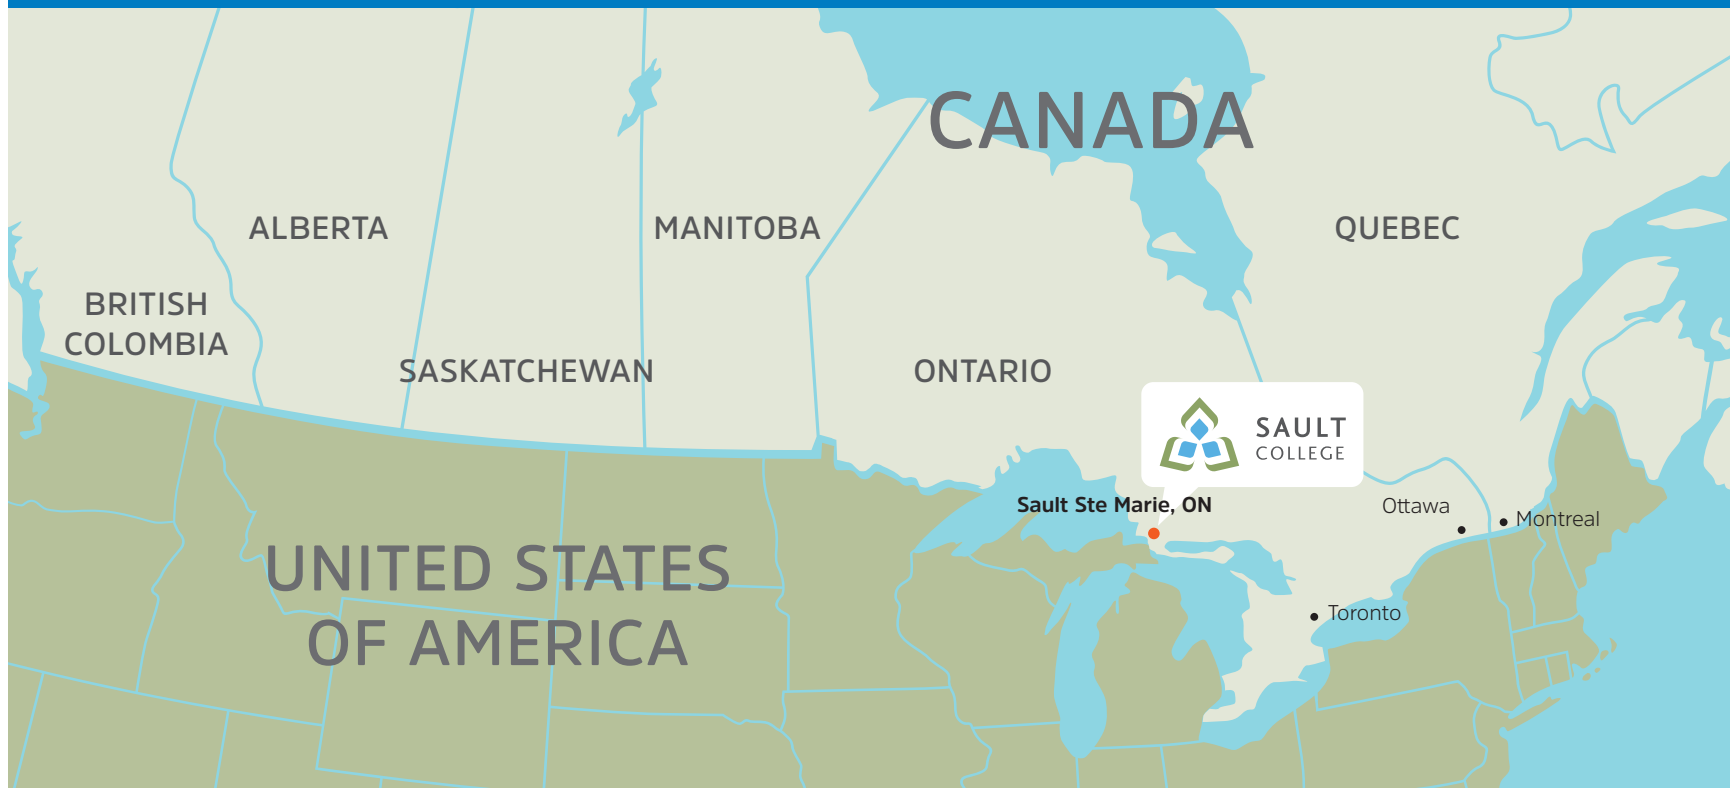 CANADA
ALBERTA
MANITOBA
QUEBEC
BRITISH
COLOMBIA
SASKATCHEWAN
ONTARIO
SAULT
COLLEGE
Sault Ste Marie, ON
Ottawa
Montreal
UNITED STATES
OF AMERICA
Toronto